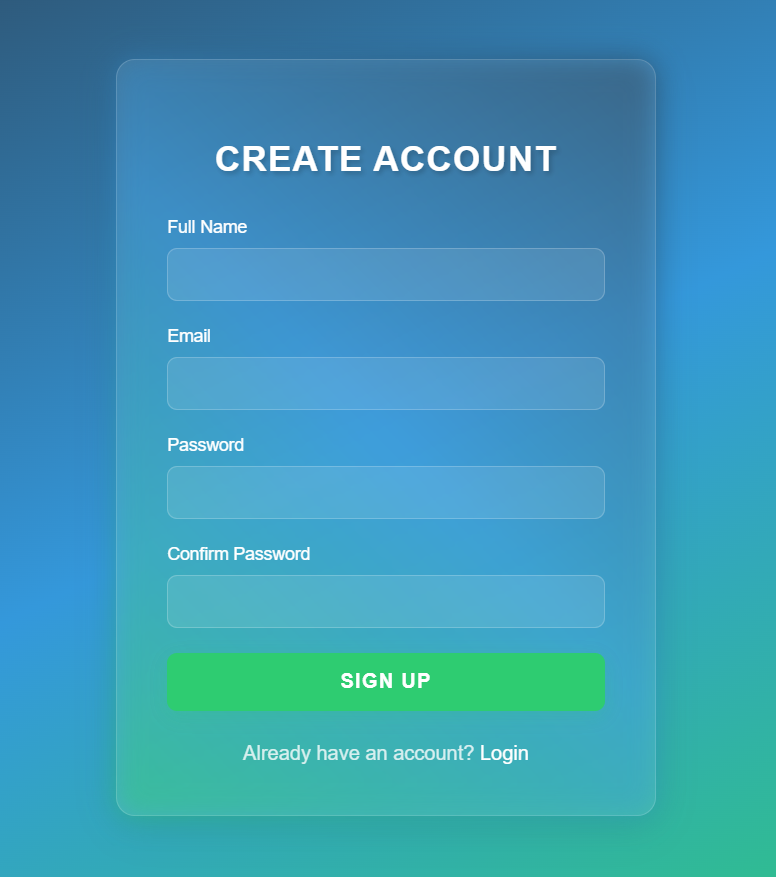 CREATE ACCOUNT
Full Name
Email
Password
Confirm Password
SIGN UP
Already have an account? Login